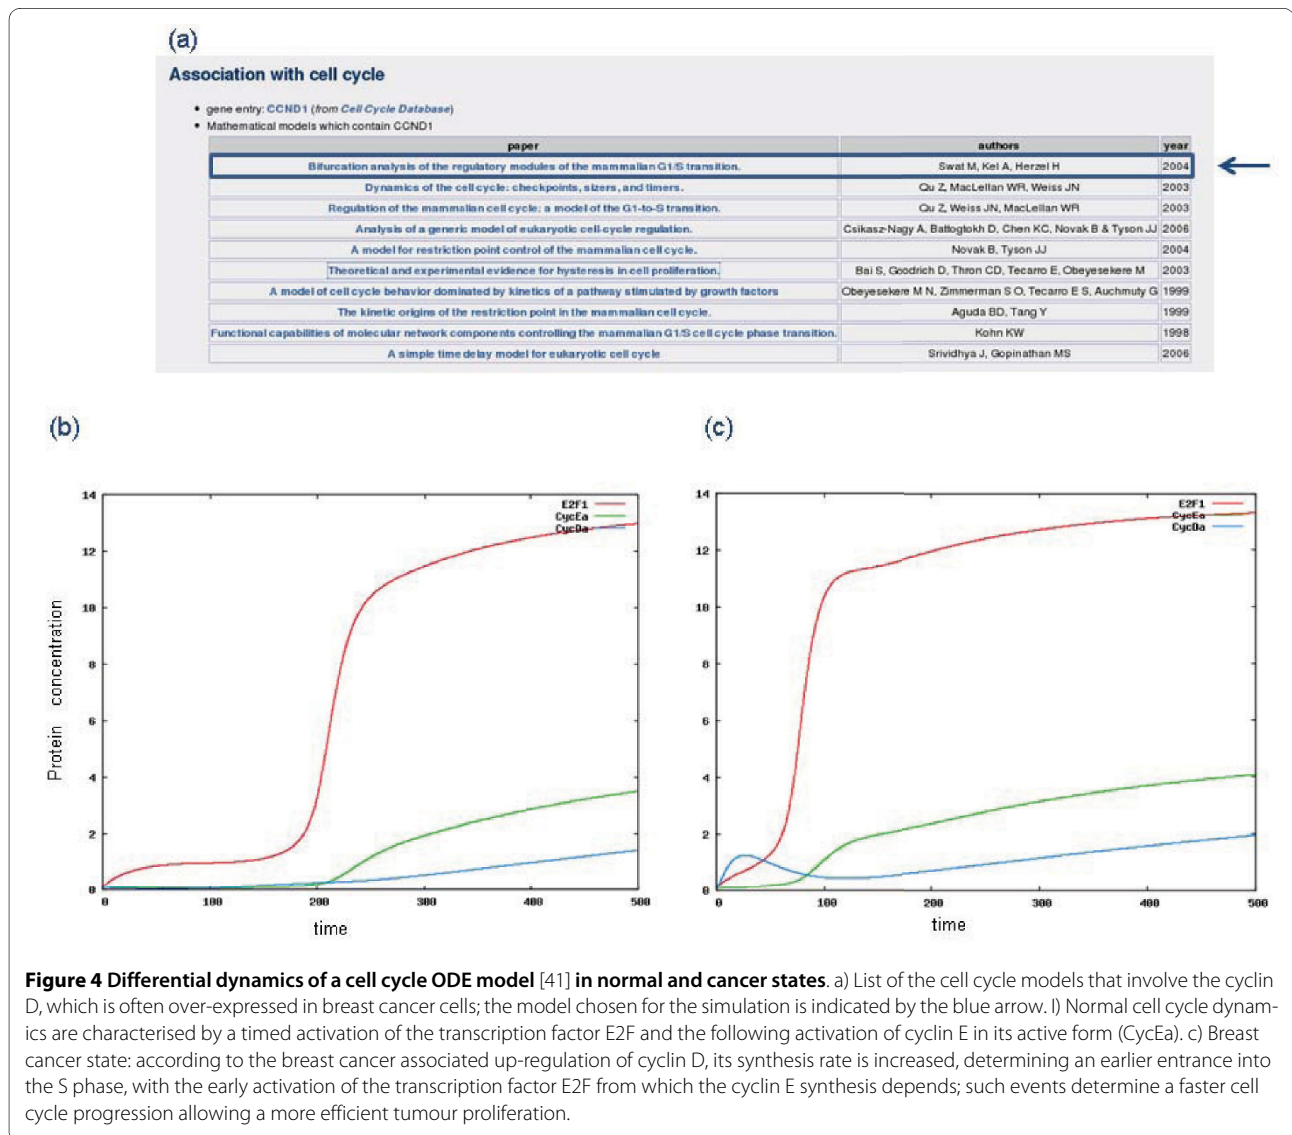 (a)
Association with cell cycle
• gene entry: CCND1 (from Cell Cycle Database)
• Mathematical models which contain CCND1
paper authors year
Bifurcation analysis of the regulatory modules of the mammalian G1/S transition. Swat M, Kel A, Herzel H 2004
Dynamics of the cell cycle: checkpoints, sizers, and timers. Qu Z, MacLellan WR, Weiss JN 2003
Regulation of the mammalian cell cycle: a model of the G1-to-S transition. Qu Z, Weiss JN, MacLellan WR 2003
Analysis of a generic model of eukaryotic cell-cycle regulation. Csikasz-Nagy A, Battogtokh D, Chen KC, Novak B & Tyson JJ 2006
A model for restriction point control of the mammalian cell cycle. Novak B, Tyson JJ 2004
Theoretical and experimental evidence for hysteresis in cell proliferation. Bai S, Goodrich D, Thron CD, Tecarro E, Obeyesekere M 2003
A model of cell cycle behavior dominated by kinetics of a pathway stimulated by growth factors Obeyesekere M N, Zimmerman S O, Tecarro E S, Auchmuty G 1999
The kinetic origins of the restriction point in the mammalian cell cycle. Aguda BD, Tang Y 1999
Functional capabilities of molecular network components controlling the mammalian G1/S cell cycle phase transition. Kohn KW 1998
A simple time delay model for eukaryotic cell cycle Srividhya J, Gopinathan MS 2006
(b)
14
12
10
8
6
4
2
0
0 100 200 300 400 500
E2F1
CycEa
CycDa
Protein concentration
time
(c)
14
12
10
8
6
4
2
0
0 100 200 300 400 500
E2F1
CycEa
CycDa
time
Figure 4 Differential dynamics of a cell cycle ODE model [41] in normal and cancer states. a) List of the cell cycle models that involve the cyclin
D, which is often over-expressed in breast cancer cells; the model chosen for the simulation is indicated by the blue arrow. I) Normal cell cycle dynam-
ics are characterised by a timed activation of the transcription factor E2F and the following activation of cyclin E in its active form (CycEa). c) Breast
cancer state: according to the breast cancer associated up-regulation of cyclin D, its synthesis rate is increased, determining an earlier entrance into
the S phase, with the early activation of the transcription factor E2F from which the cyclin E synthesis depends; such events determine a faster cell
cycle progression allowing a more efficient tumour proliferation.